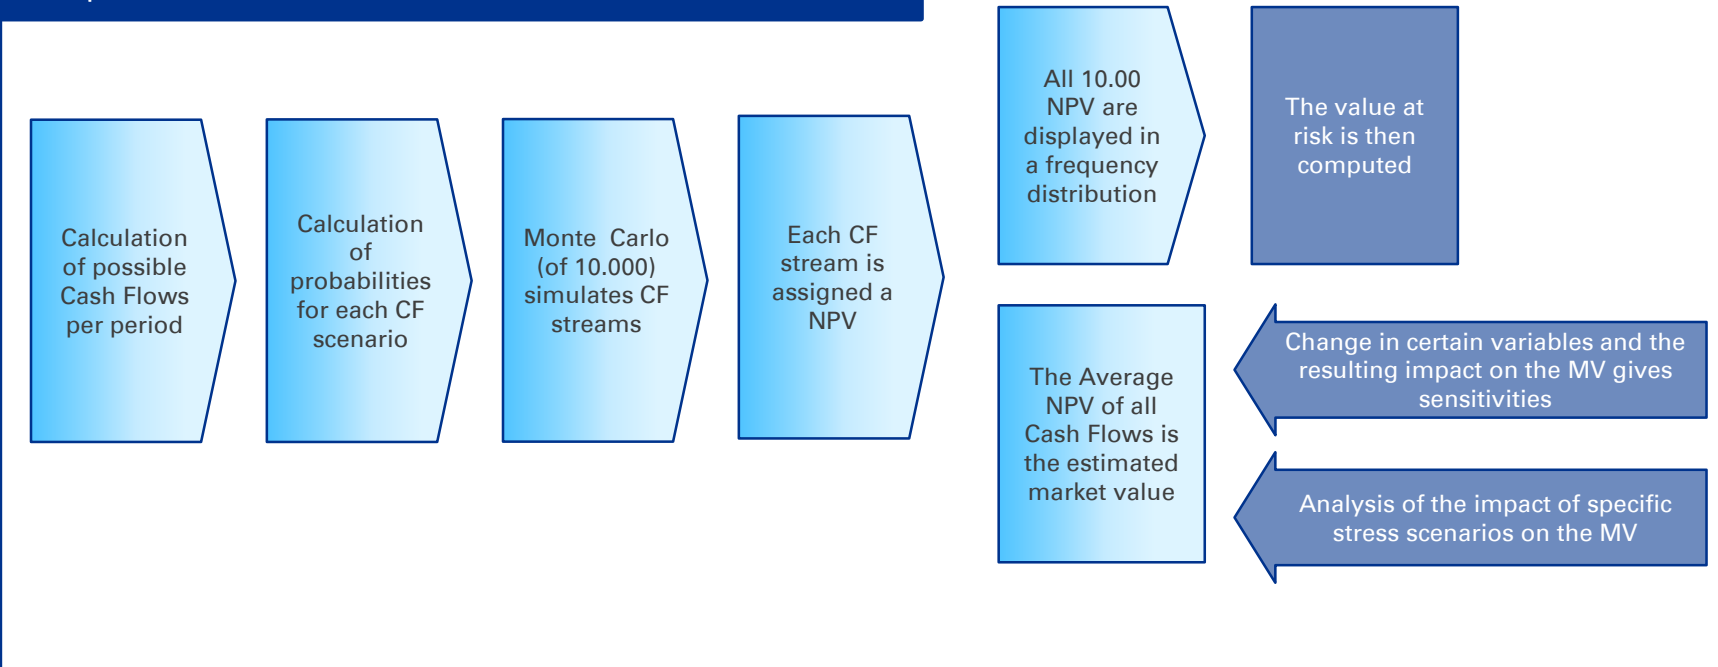 Calculation
of possible
Cash Flows
per period
Calculation
of
probabilities
for each CF
scenario
Monte Carlo
(of 10.000)
simulates CF
streams
Each CF
stream is
assigned a
NPV
All 10.00
NPV are
displayed in
a frequency
distribution
The value at
risk is then
computed
The Average
NPV of all
Cash Flows is
the estimated
market value
Change in certain variables and the
resulting impact on the MV gives
sensitivities
Analysis of the impact of specific
stress scenarios on the MV